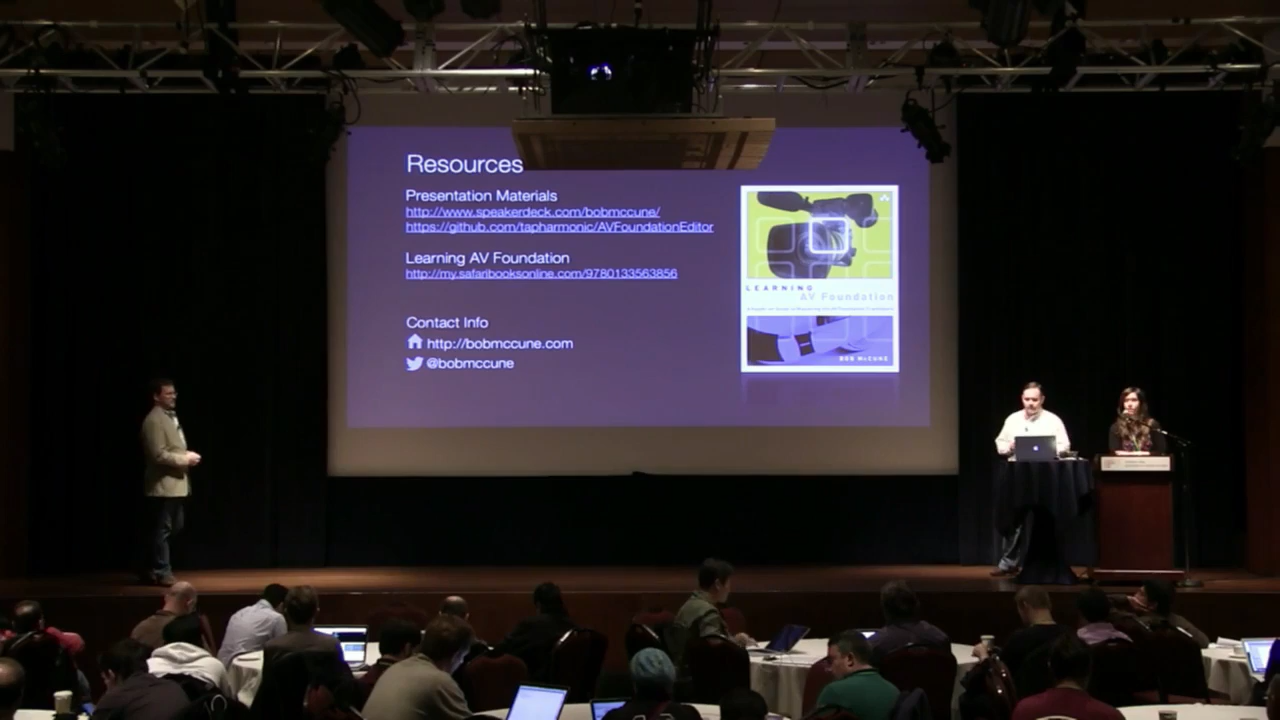 Resources
Presentation Materials
http://www.speakerdeck.com/bobmccune/
https://github.com/tapharmonic/AVFoundationEditor
Learning AV Foundation
http://my.safaribooksonline.com/9780133563856
Contact Info
http://bobmccune.com
@bobmccune
LEARNING
AV Foundation
BOB McCUNE